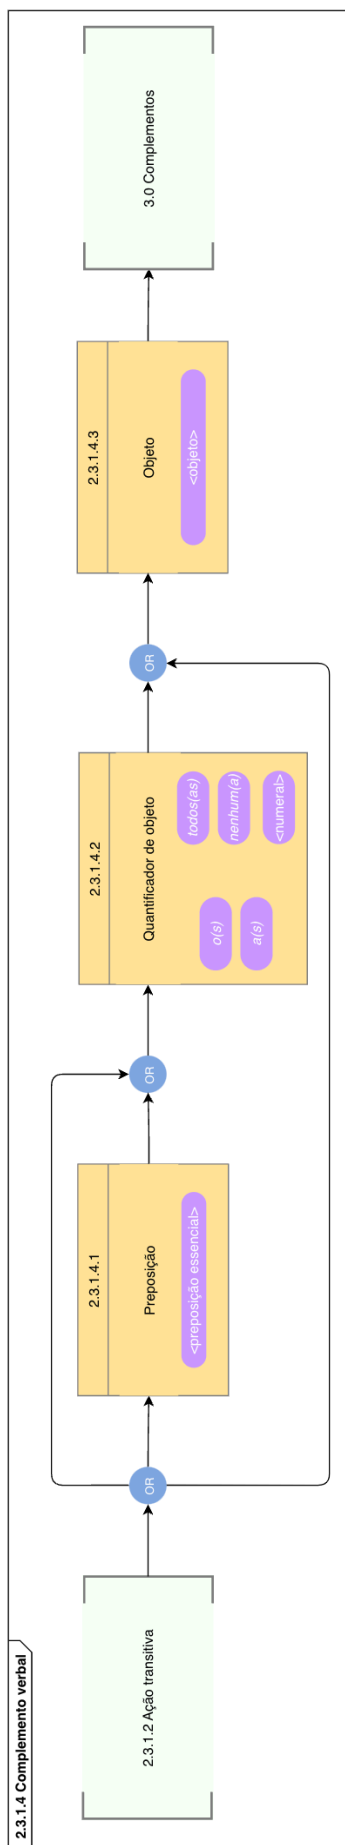 2.3.1.4 Complemento verbal
2.3.1.2 Ação transitiva
OR
2.3.1.4.1
Preposição
<preposição essencial>
OR
2.3.1.4.2
Quantificador de objeto
o(s)
a(s)
todos(as)
nenhum(a)
<numeral>
OR
2.3.1.4.3
Objeto
<objeto>
3.0 Complementos